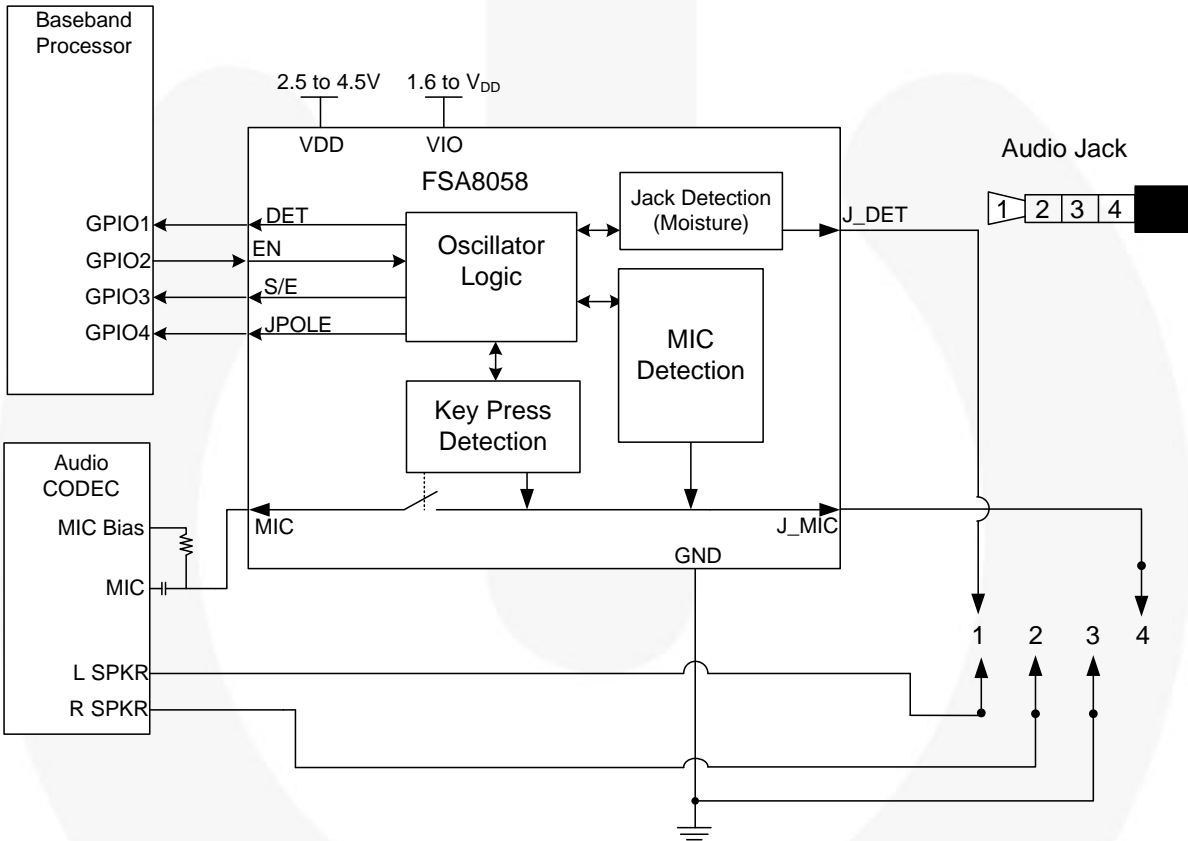 Baseband
Processor
GPIO1
GPIO2
GPIO3
GPIO4
2.5 to 4.5V
1.6 to VDD
VDD
VIO
FSA8058
DET
EN
S/E
JPOLE
Oscillator
Logic
Jack Detection
(Moisture)
J_DET
MIC
Detection
Key Press
Detection
MIC
J_MIC
GND
Audio Jack
1 2 3 4
Audio
CODEC
MIC Bias
MIC
L SPKR
R SPKR
1 2 3 4